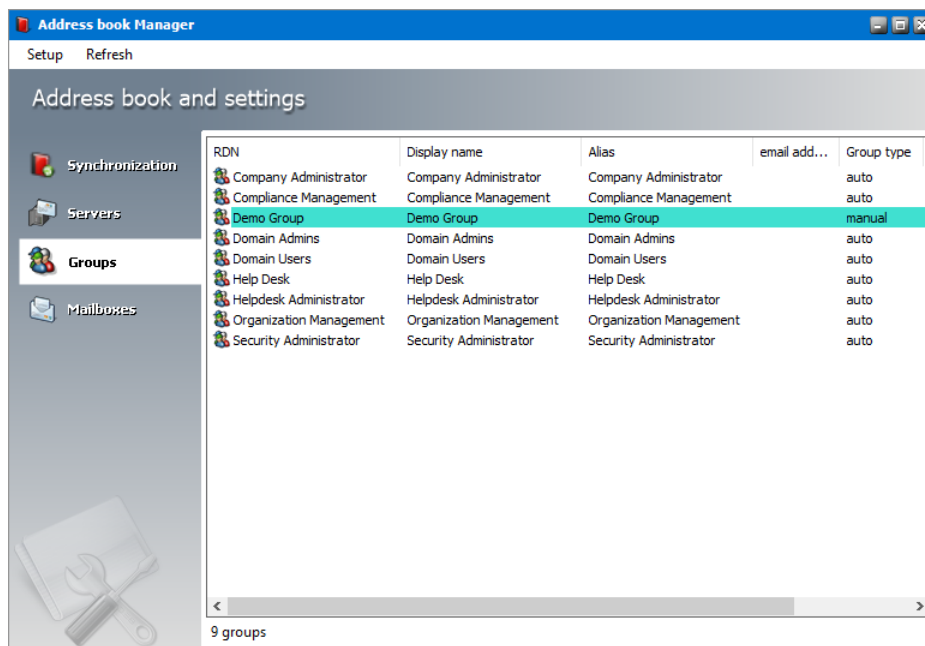 Address book Manager
Setup Refresh
Address book and settings
Synchronization
Servers
Groups
Mailboxes
RDN Display name Alias email add... Group type
Company Administrator Company Administrator Company Administrator auto
Compliance Management Compliance Management Compliance Management auto
Demo Group Demo Group Demo Group manual
Domain Admins Domain Admins Domain Admins auto
Domain Users Domain Users Domain Users auto
Help Desk Help Desk Help Desk auto
Helpdesk Administrator Helpdesk Administrator Helpdesk Administrator auto
Organization Management Organization Management Organization Management auto
Security Administrator Security Administrator Security Administrator auto
9 groups